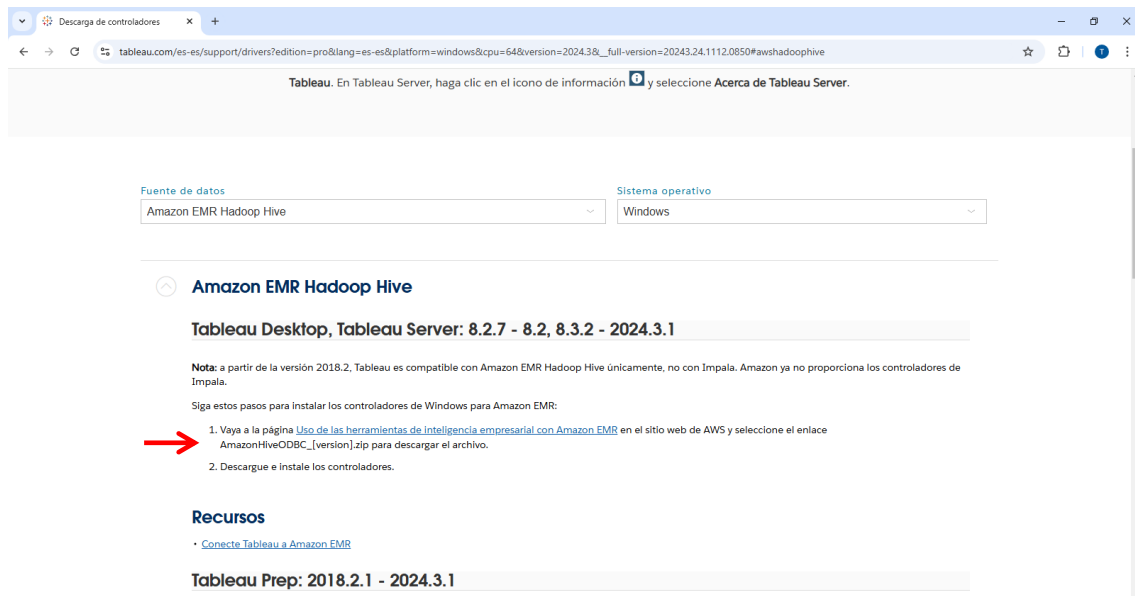 Descarga de controladores
tableau.com/es-es/support/drivers?edition=pro&lang=es-es&platform=windows&cpu=64&version=2024.3&__full-version=20243.24.1112.0850#awshadoophive
T
Tableau. En Tableau Server, haga clic en el icono de información y seleccione Acerca de Tableau Server.
Fuente de datos
Sistema operativo
Amazon EMR Hadoop Hive
Windows
Amazon EMR Hadoop Hive
Tableau Desktop, Tableau Server: 8.2.7 - 8.2, 8.3.2 - 2024.3.1
Nota: a partir de la versión 2018.2, Tableau es compatible con Amazon EMR Hadoop Hive únicamente, no con Impala. Amazon ya no proporciona los controladores de
Impala.
Siga estos pasos para instalar los controladores de Windows para Amazon EMR:
1. Vaya a la página Uso de las herramientas de inteligencia empresarial con Amazon EMR en el sitio web de AWS y seleccione el enlace
AmazonHiveODBC_[version].zip para descargar el archivo.
2. Descargue e instale los controladores.
Recursos
• Conecte Tableau a Amazon EMR
Tableau Prep: 2018.2.1 - 2024.3.1